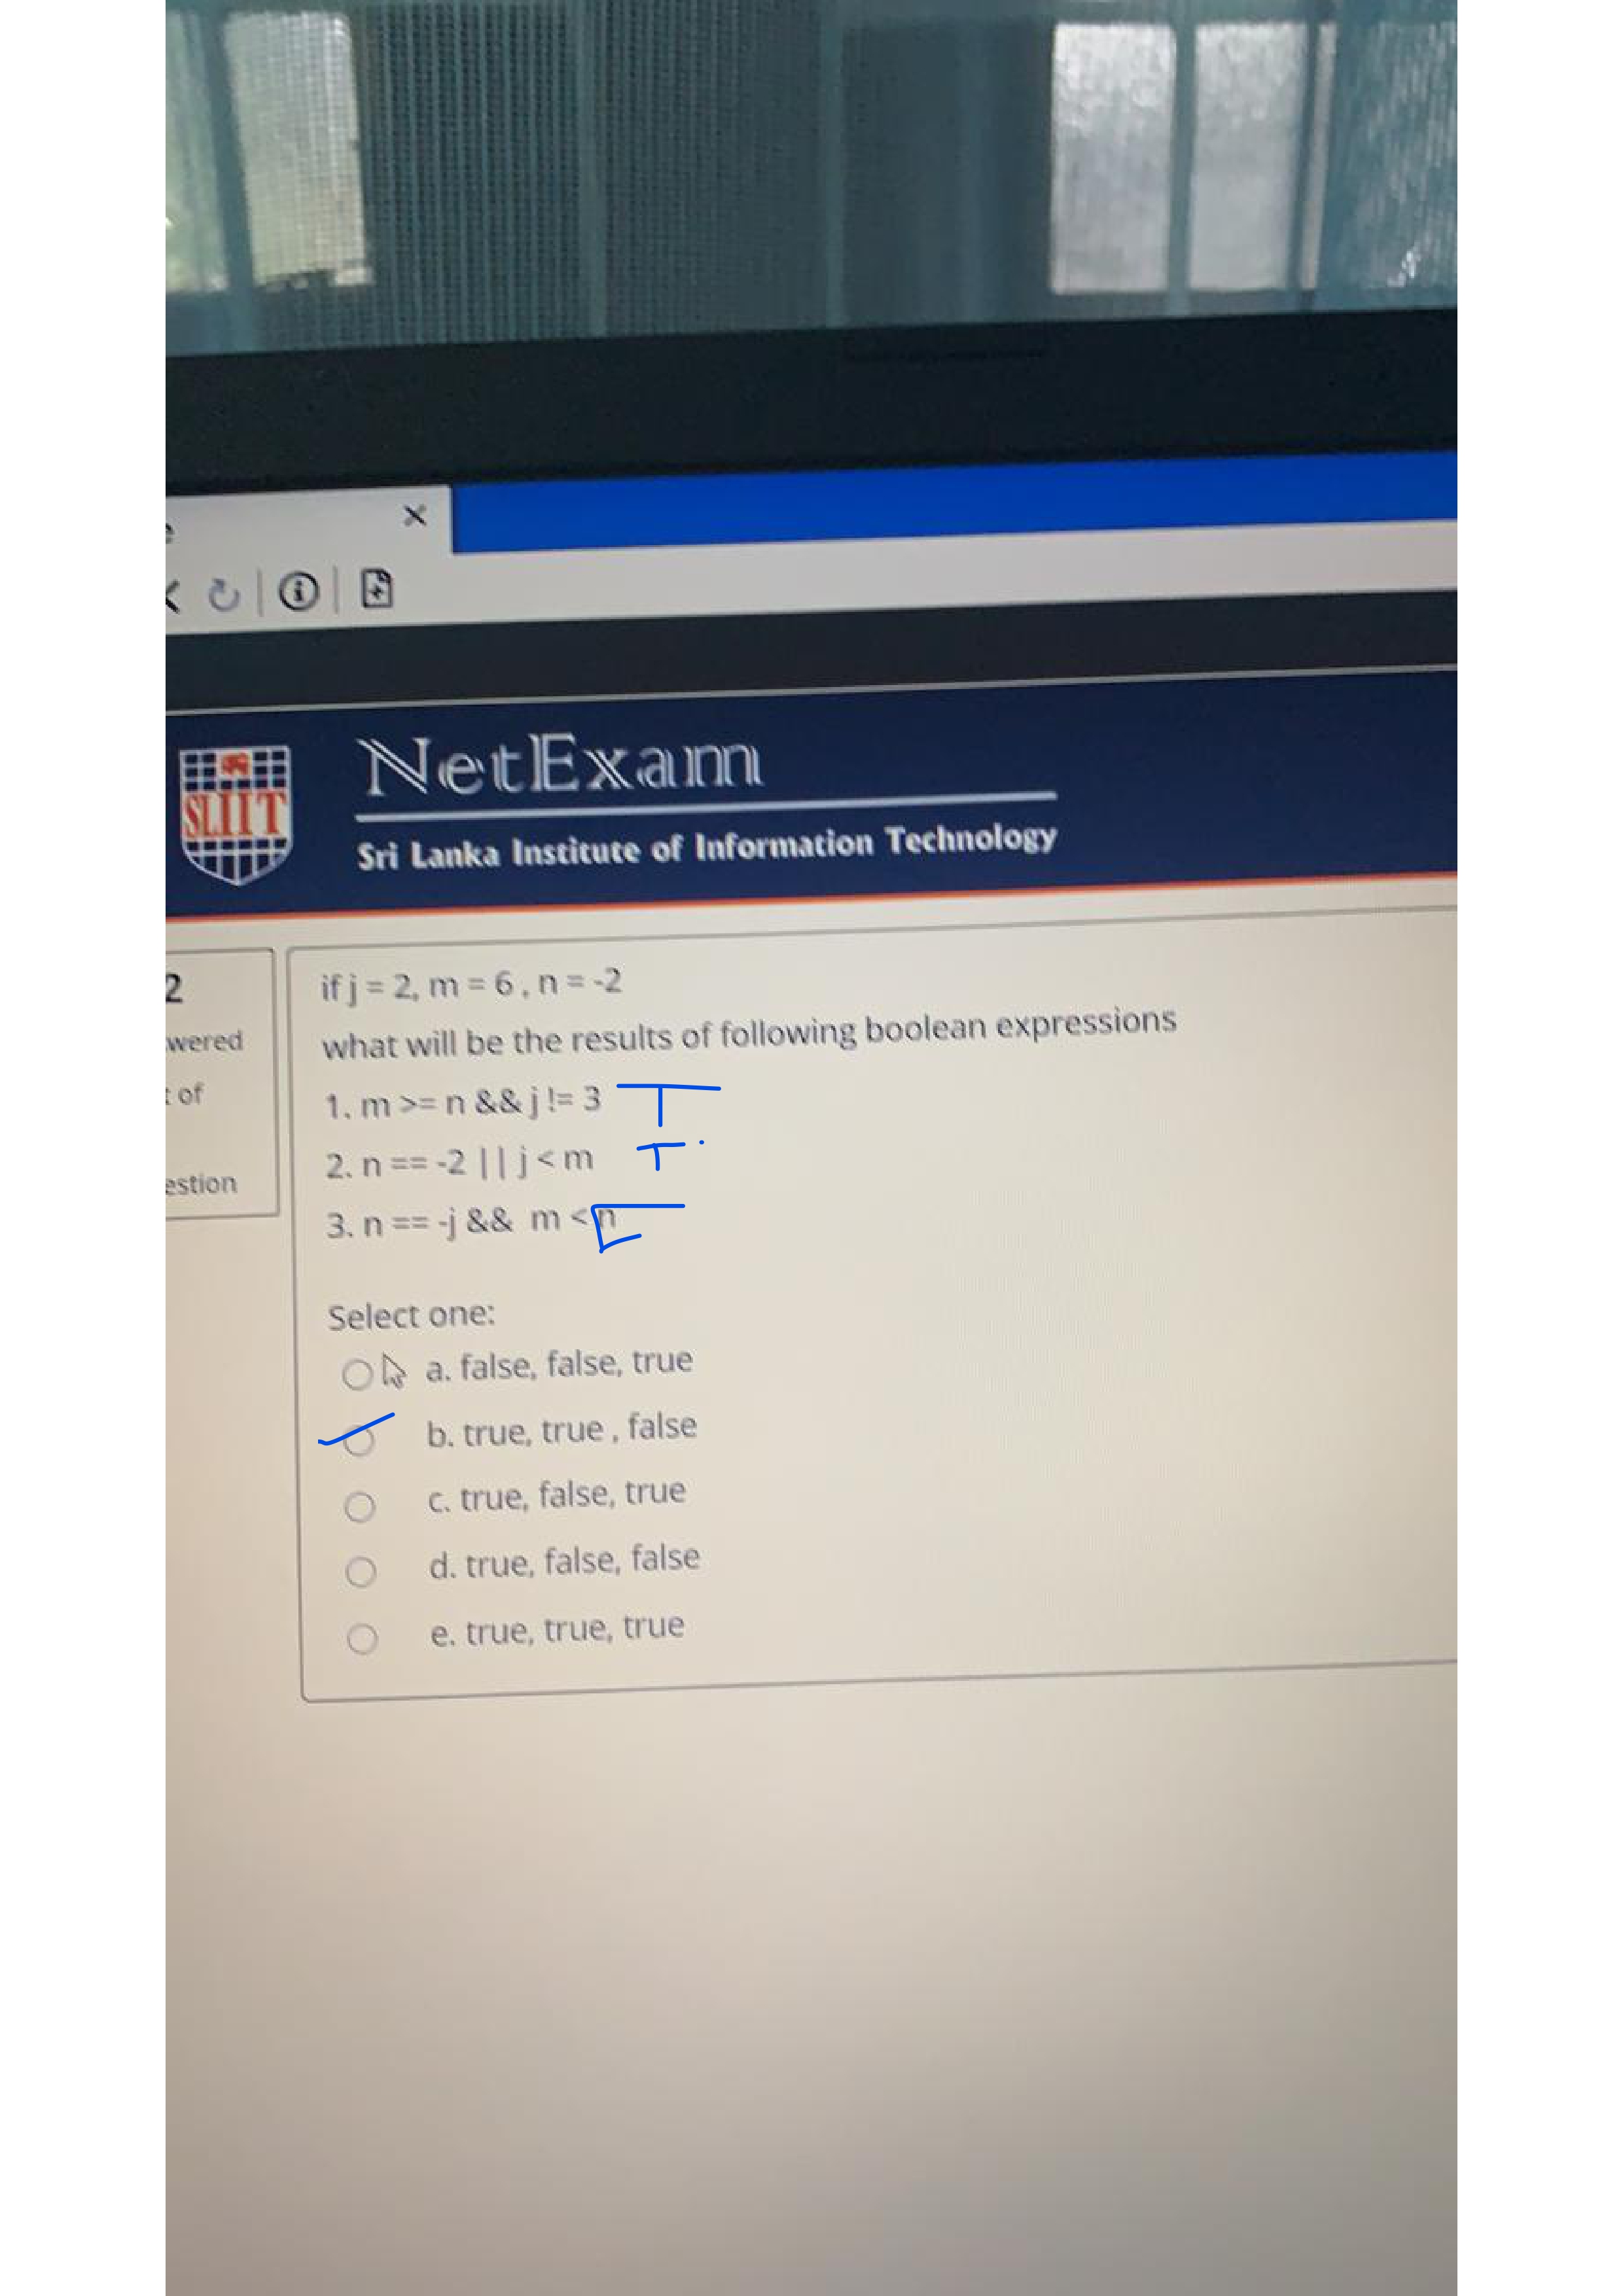 NetExam
SLIIT
Sri Lanka Institute of Information Technology
2
wered
of
estion
if j = 2, m = 6 , n = -2
what will be the results of following boolean expressions
1. m >= n && j != 3 T
2. n == -2 || j < m T
3. n == -j && m < n F
Select one:
a. false, false, true
b. true, true , false
c. true, false, true
d. true, false, false
e. true, true, true